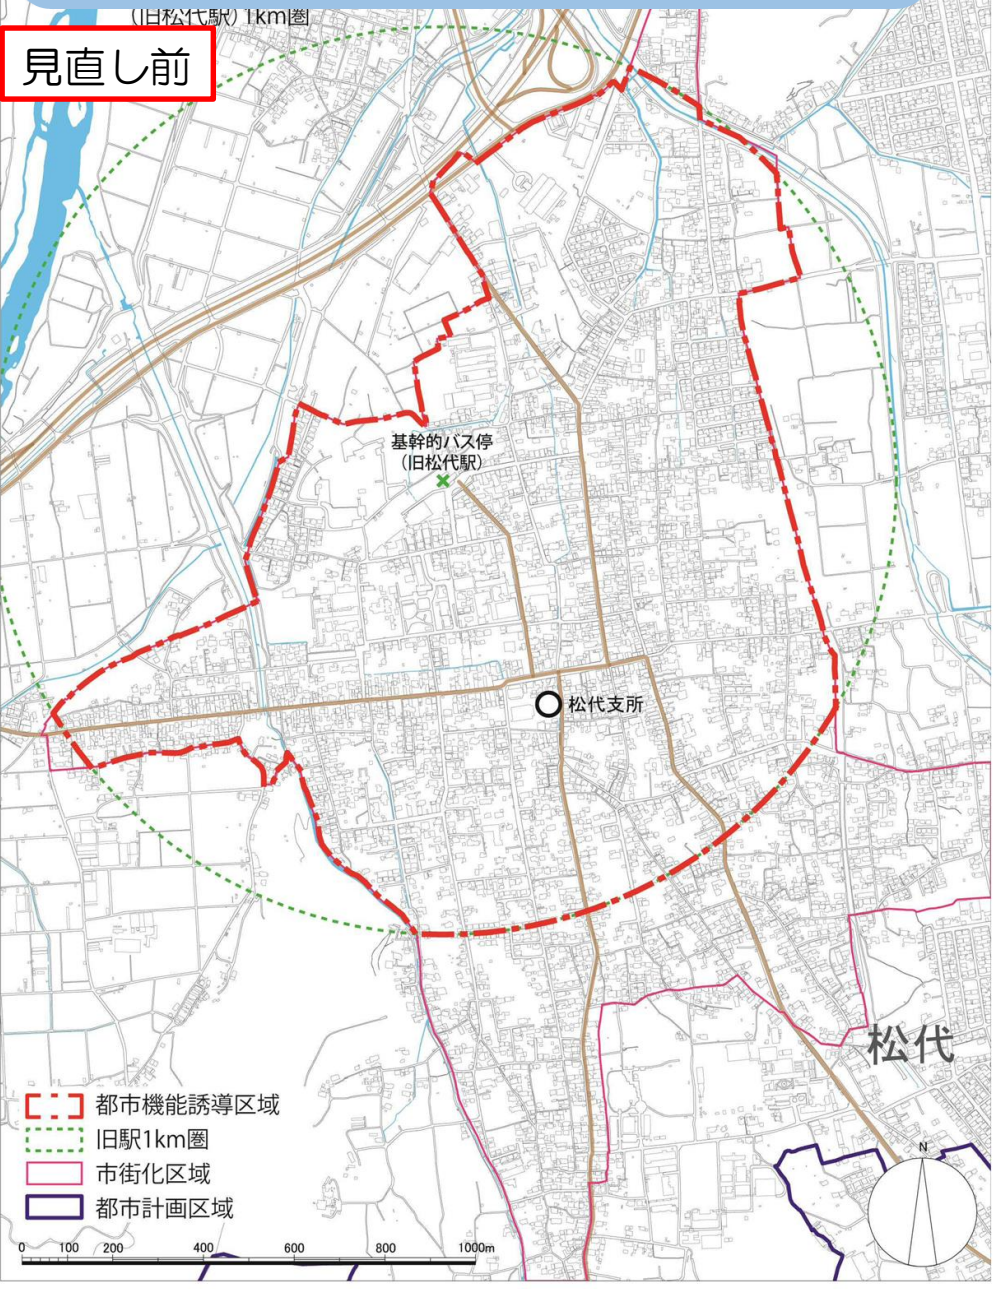 (旧松代駅)1km圏
見直し前
基幹的バス停
(旧松代駅)
松代支所
松代
都市機能誘導区域
旧駅1km圏
市街化区域
都市計画区域
N
0 100 200 400 600 800 1000m